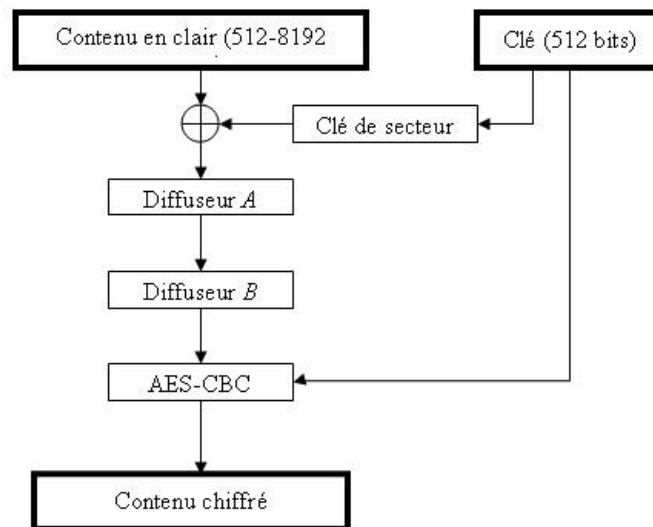 Contenu en clair (512-8192
Clé (512 bits)
Clé de secteur
Diffuseur A
Diffuseur B
AES-CBC
Contenu chiffré